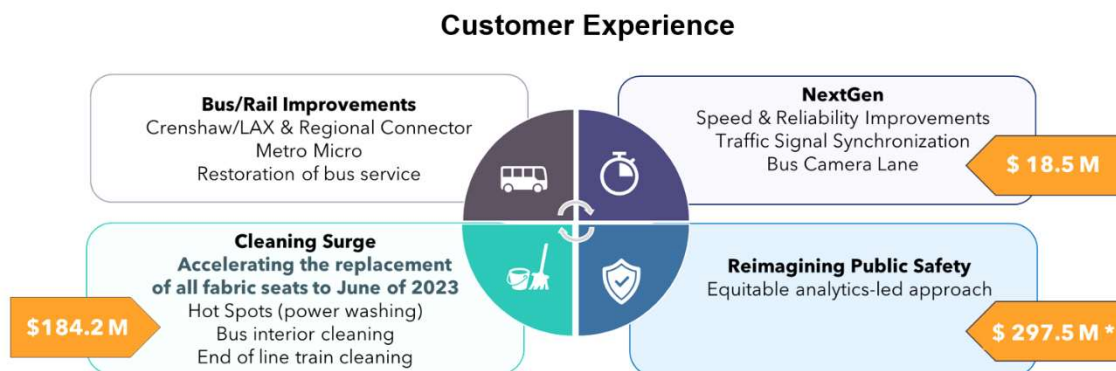 Customer Experience
Bus/Rail Improvements
Crenshaw/LAX & Regional Connector
Metro Micro
Restoration of bus service
NextGen
Speed & Reliability Improvements
Traffic Signal Synchronization
Bus Camera Lane
$ 18.5 M
Cleaning Surge
Accelerating the replacement
of all fabric seats to June of 2023
Hot Spots (power washing)
Bus interior cleaning
End of line train cleaning
$184.2 M
Reimagining Public Safety
Equitable analytics-led approach
$ 297.5 M *